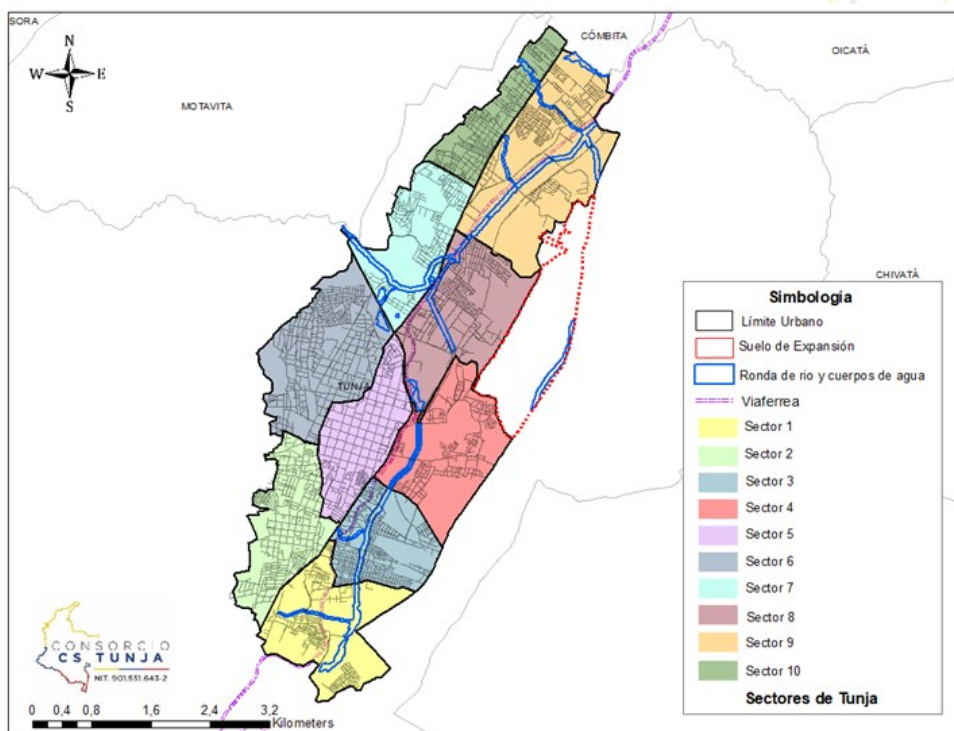 SORA
CÓMBITA
OICATÁ
N
W E
S
MOTAVITA
CHIVATÁ
TUNJA
Simbología
Límite Urbano
Suelo de Expansión
Ronda de rio y cuerpos de agua
Viaferrea
Sector 1
Sector 2
Sector 3
Sector 4
Sector 5
Sector 6
Sector 7
Sector 8
Sector 9
Sector 10
Sectores de Tunja
CONSORCIO
CS TUNJA
NIT. 901.531.643-2
0 0,4 0,8 1,6 2,4 3,2
Kilometers